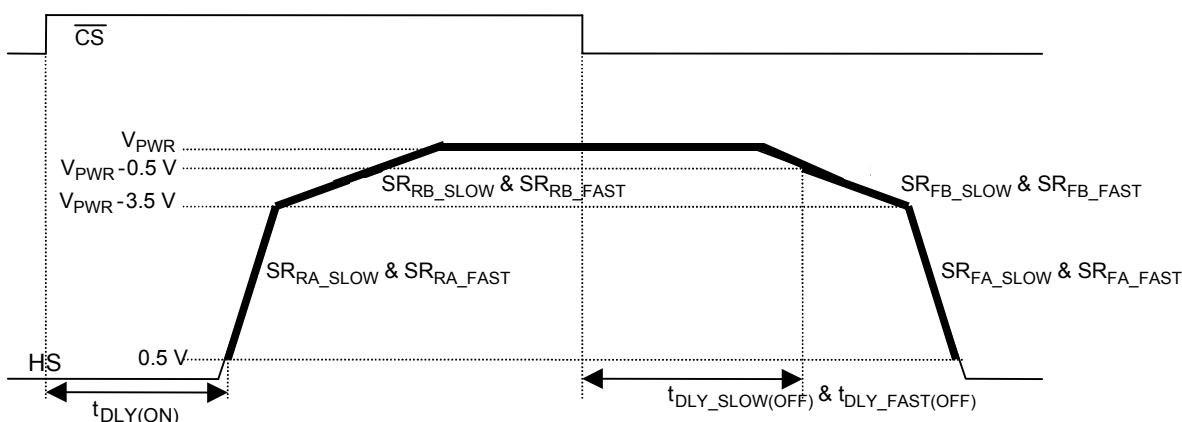 CS
VPWR
VPWR-0.5 V
VPWR-3.5 V
SRRB_SLOW & SRRB_FAST
SRFB_SLOW & SRFB_FAST
SRRA_SLOW & SRRA_FAST
SRFA_SLOW & SRFA_FAST
0.5 V
HS
tDLY(ON)
tDLY_SLOW(OFF) & tDLY_FAST(OFF)